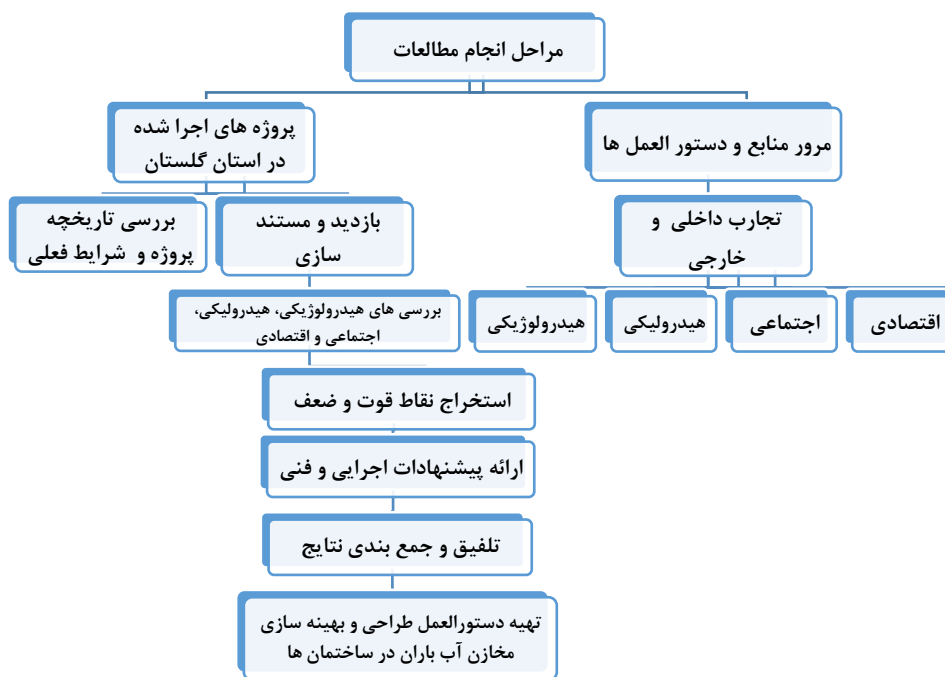 مراحل انجام مطالعات
مرور منابع و دستور العمل ها
پروژه های اجرا شده
در استان گلستان
تجارب داخلی و
خارجی
بازدید و مستند
سازی
بررسی تاریخچه
پروژه و شرایط فعلی
اقتصادی
اجتماعی
هیدرولیکی
هیدرولوژیکی
بررسی های هیدرولوژیکی، هیدرولیکی،
اجتماعی و اقتصادی
استخراج نقاط قوت و ضعف
ارائه پیشنهادات اجرایی و فنی
تلفیق و جمع بندی نتایج
تهیه دستورالعمل طراحی و بهینه سازی
مخازن آب باران در ساختمان ها